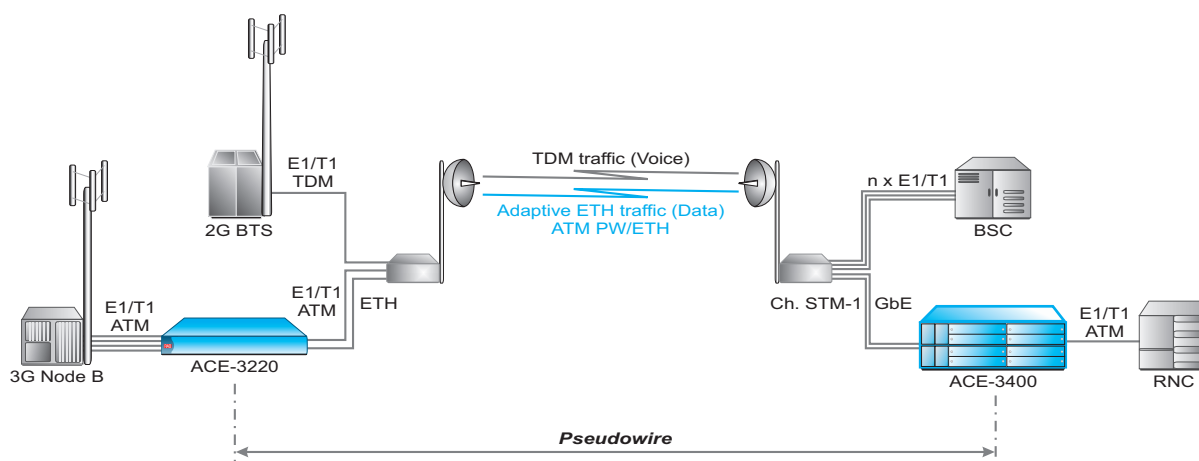 E1/T1
TDM
2G BTS
TDM traffic (Voice)
Adaptive ETH traffic (Data)
ATM PW/ETH
n x E1/T1
BSC
E1/T1
ATM
3G Node B
ACE-3220
E1/T1
ATM
ETH
Ch. STM-1
GbE
ACE-3400
E1/T1
ATM
RNC
Pseudowire